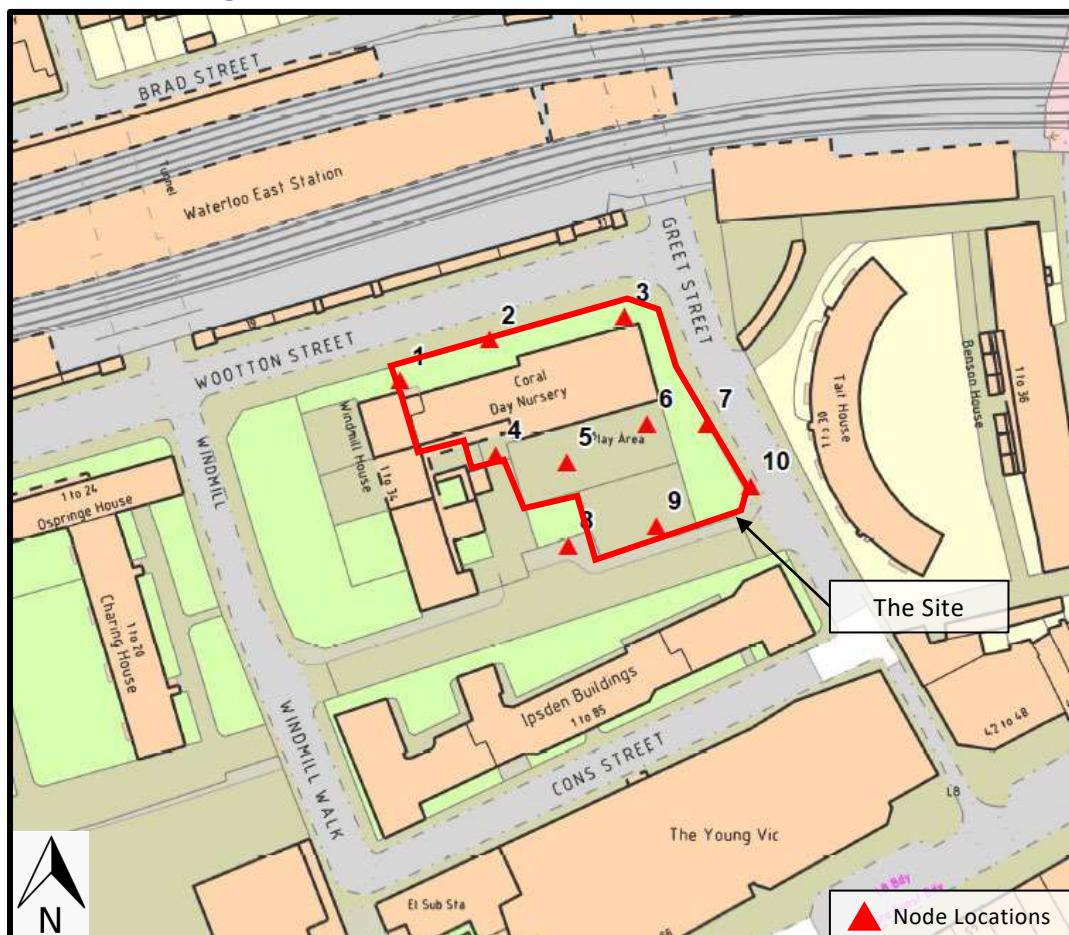 BRAD STREET
Tunnel
Waterloo East Station
GREET STREET
WOOTTON STREET
1
2
3
4
5
6
7
8
9
10
Coral
Day Nursery
Play Area
Windmill House
1 to 34
WINDMILL
1 to 24
Ospringe House
1 to 20
Charing House
WINDMILL WALK
Tait House
1 to 30
Benson House
1 to 36
The Site
Ipsden Buildings
1 to 85
CONS STREET
42 to 48
The Young Vic
El Sub Sta
Bdy
Bdy
N
Node Locations